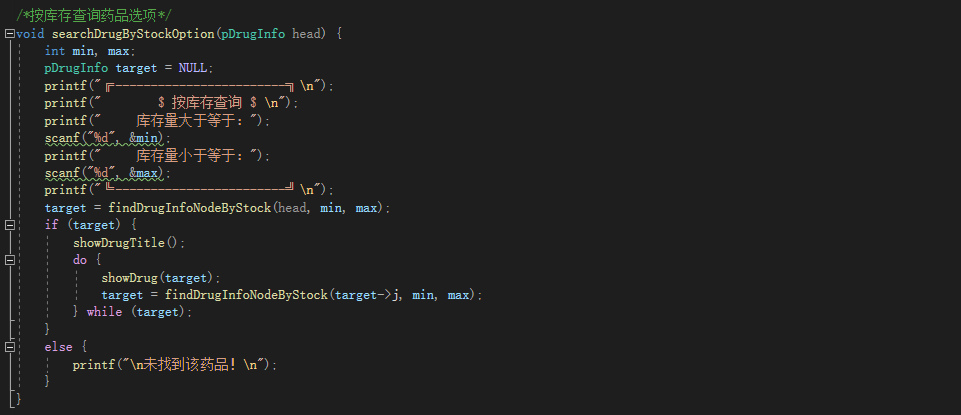 /*按库存查询药品选项*/
void searchDrugByStockOption(pDrugInfo head) {
    int min, max;
    pDrugInfo target = NULL;
    printf("╔------------------------╗\n");
    printf("        $ 按库存查询 $ \n");
    printf("     库存量大于等于：");
    scanf("%d", &min);
    printf("     库存量小于等于：");
    scanf("%d", &max);
    printf("╚------------------------╝\n");
    target = findDrugInfoNodeByStock(head, min, max);
    if (target) {
        showDrugTitle();
        do {
            showDrug(target);
            target = findDrugInfoNodeByStock(target->j, min, max);
        } while (target);
    }
    else {
        printf("\n未找到该药品！\n");
    }
}